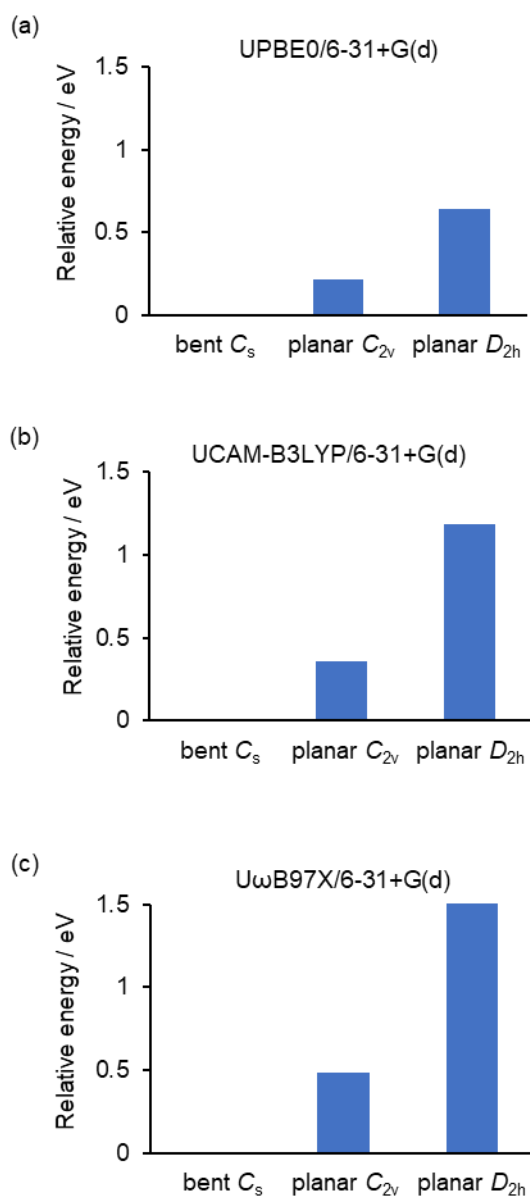 (a)
UPBE0/6-31+G(d)
Relative energy / eV
1.5
1
0.5
0
bent Cs planar C2v planar D2h
(b)
UCAM-B3LYP/6-31+G(d)
Relative energy / eV
1.5
1
0.5
0
bent Cs planar C2v planar D2h
(c)
UωB97X/6-31+G(d)
Relative energy / eV
1.5
1
0.5
0
bent Cs planar C2v planar D2h